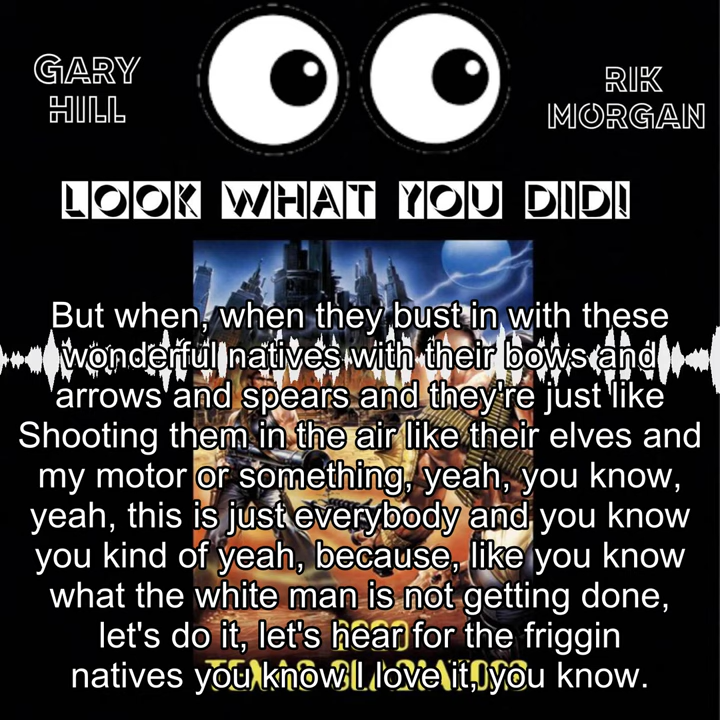 GARY
HILL
RIK
MORGAN
LOOK WHAT YOU DID!
But when, when they bust in with these
wonderful natives with their bows and
arrows and spears and they're just like
Shooting them in the air like their elves and
my motor or something, yeah, you know,
yeah, this is just everybody and you know
you kind of yeah, because, like you know
what the white man is not getting done,
let's do it, let's hear for the friggin
natives you know I love it, you know.
TEXAS GLADIATORS